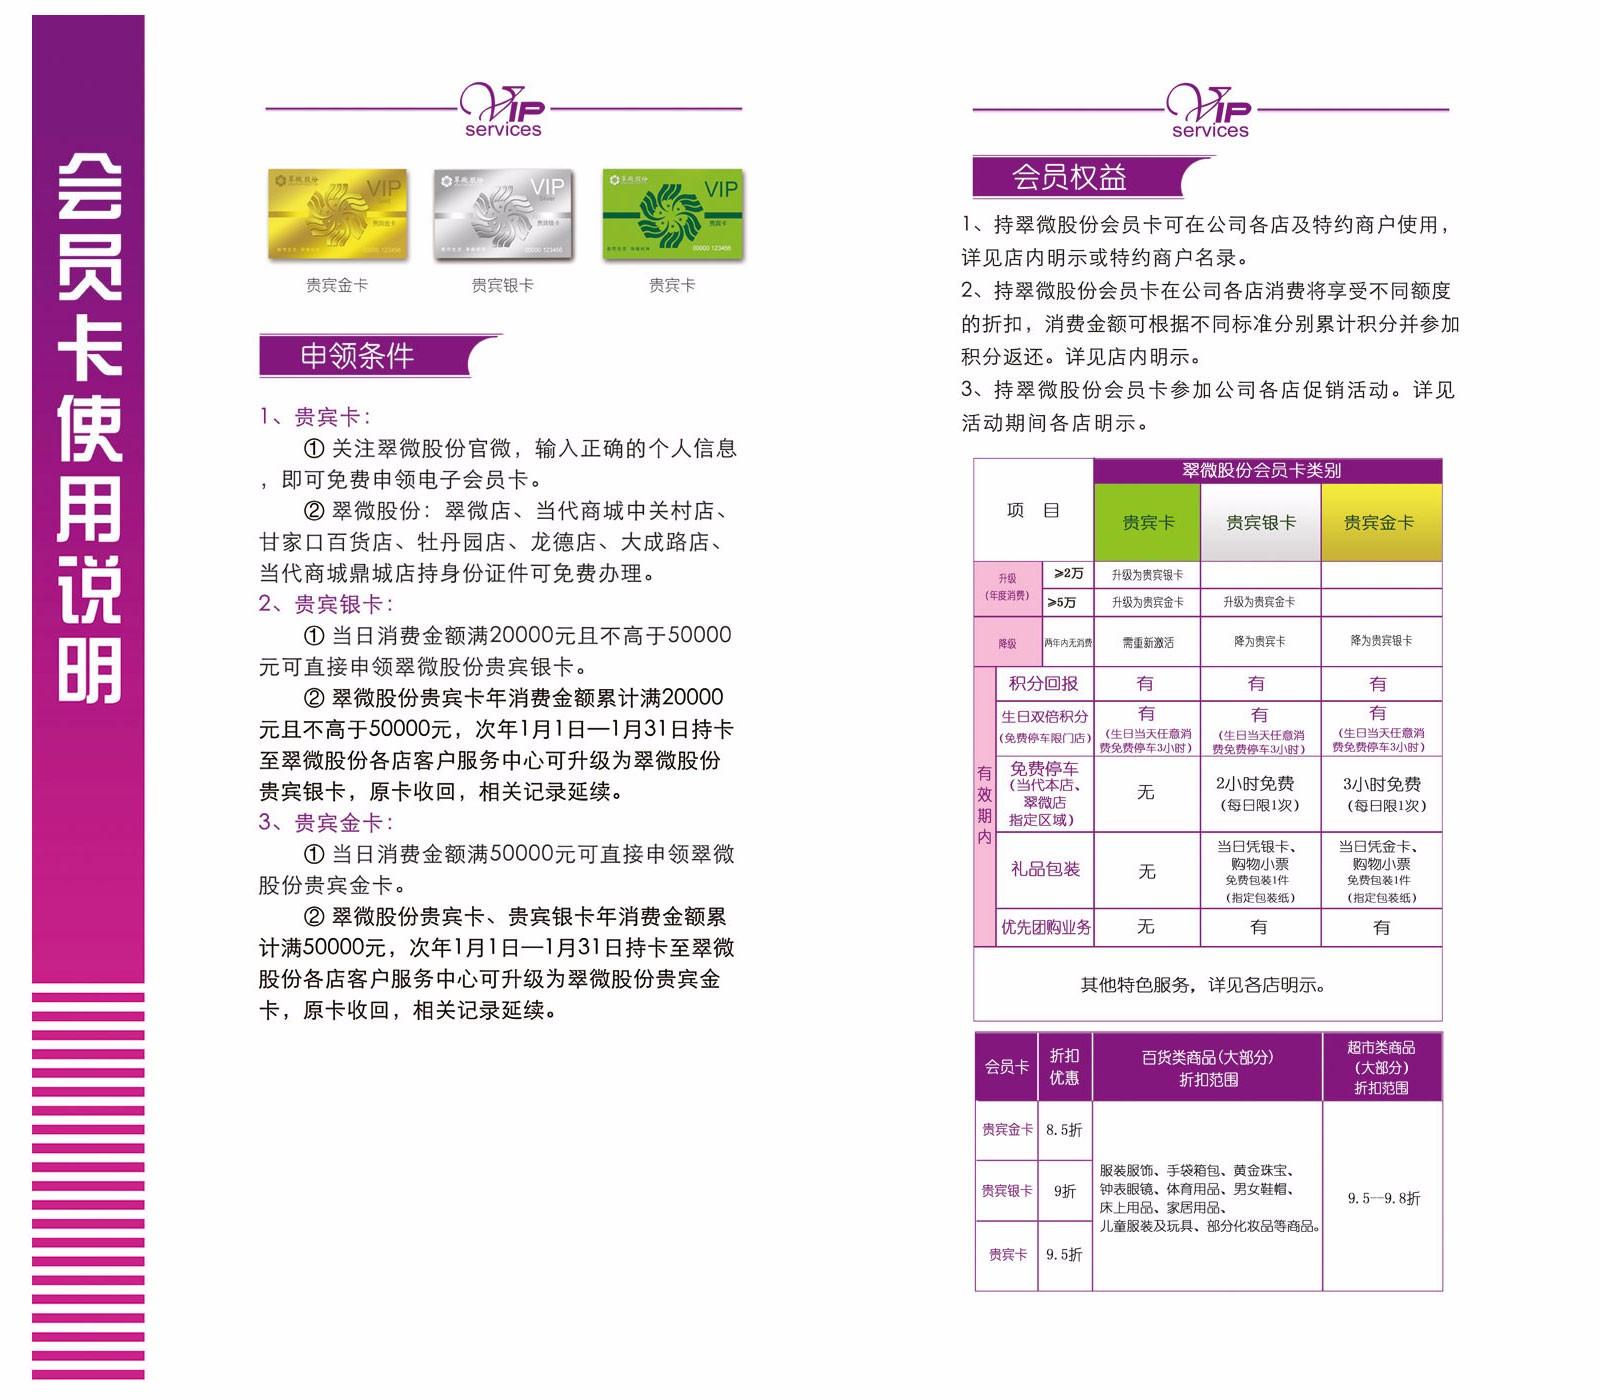 会员卡使用说明
VIP
services
翠微股份
VIP
贵宾金卡
00000 123456
翠微股份
VIP
Silver
贵宾银卡
00000 123456
翠微股份
VIP
贵宾卡
00000 123456
贵宾金卡
贵宾银卡
贵宾卡
申领条件
1、贵宾卡：
① 关注翠微股份官微，输入正确的个人信息
，即可免费申领电子会员卡。
② 翠微股份：翠微店、当代商城中关村店、
甘家口百货店、牡丹园店、龙德店、大成路店、
当代商城鼎城店持身份证件可免费办理。
2、贵宾银卡：
① 当日消费金额满20000元且不高于50000
元可直接申领翠微股份贵宾银卡。
② 翠微股份贵宾卡年消费金额累计满20000
元且不高于50000元，次年1月1日—1月31日持卡
至翠微股份各店客户服务中心可升级为翠微股份
贵宾银卡，原卡收回，相关记录延续。
3、贵宾金卡：
① 当日消费金额满50000元可直接申领翠微
股份贵宾金卡。
② 翠微股份贵宾卡、贵宾银卡年消费金额累
计满50000元，次年1月1日—1月31日持卡至翠微
股份各店客户服务中心可升级为翠微股份贵宾金
卡，原卡收回，相关记录延续。
VIP
services
会员权益
1、持翠微股份会员卡可在公司各店及特约商户使用，
详见店内明示或特约商户名录。
2、持翠微股份会员卡在公司各店消费将享受不同额度
的折扣，消费金额可根据不同标准分别累计积分并参加
积分返还。详见店内明示。
3、持翠微股份会员卡参加公司各店促销活动。详见
活动期间各店明示。
项 目
翠微股份会员卡类别
贵宾卡 贵宾银卡 贵宾金卡
升级
(年度消费)
≥2万 升级为贵宾银卡
≥5万 升级为贵宾金卡 升级为贵宾金卡
降级 两年内无消费 需重新激活 降为贵宾卡 降为贵宾银卡
有效期内
积分回报 有 有 有
生日双倍积分
(免费停车限门店)
有
(生日当天任意消
费免费停车3小时)
有
(生日当天任意消
费免费停车3小时)
有
(生日当天任意消
费免费停车3小时)
免费停车
(当代本店、
翠微店
指定区域)
无
2小时免费
(每日限1次)
3小时免费
(每日限1次)
礼品包装
无
当日凭银卡、
购物小票
免费包装1件
(指定包装纸)
当日凭金卡、
购物小票
免费包装1件
(指定包装纸)
优先团购业务 无 有 有
其他特色服务，详见各店明示。
会员卡
折扣
优惠
百货类商品(大部分)
折扣范围
超市类商品
(大部分)
折扣范围
贵宾金卡 8.5折
贵宾银卡 9折
贵宾卡 9.5折
服装服饰、手袋箱包、黄金珠宝、
钟表眼镜、体育用品、男女鞋帽、
床上用品、家居用品、
儿童服装及玩具、部分化妆品等商品。
9.5--9.8折